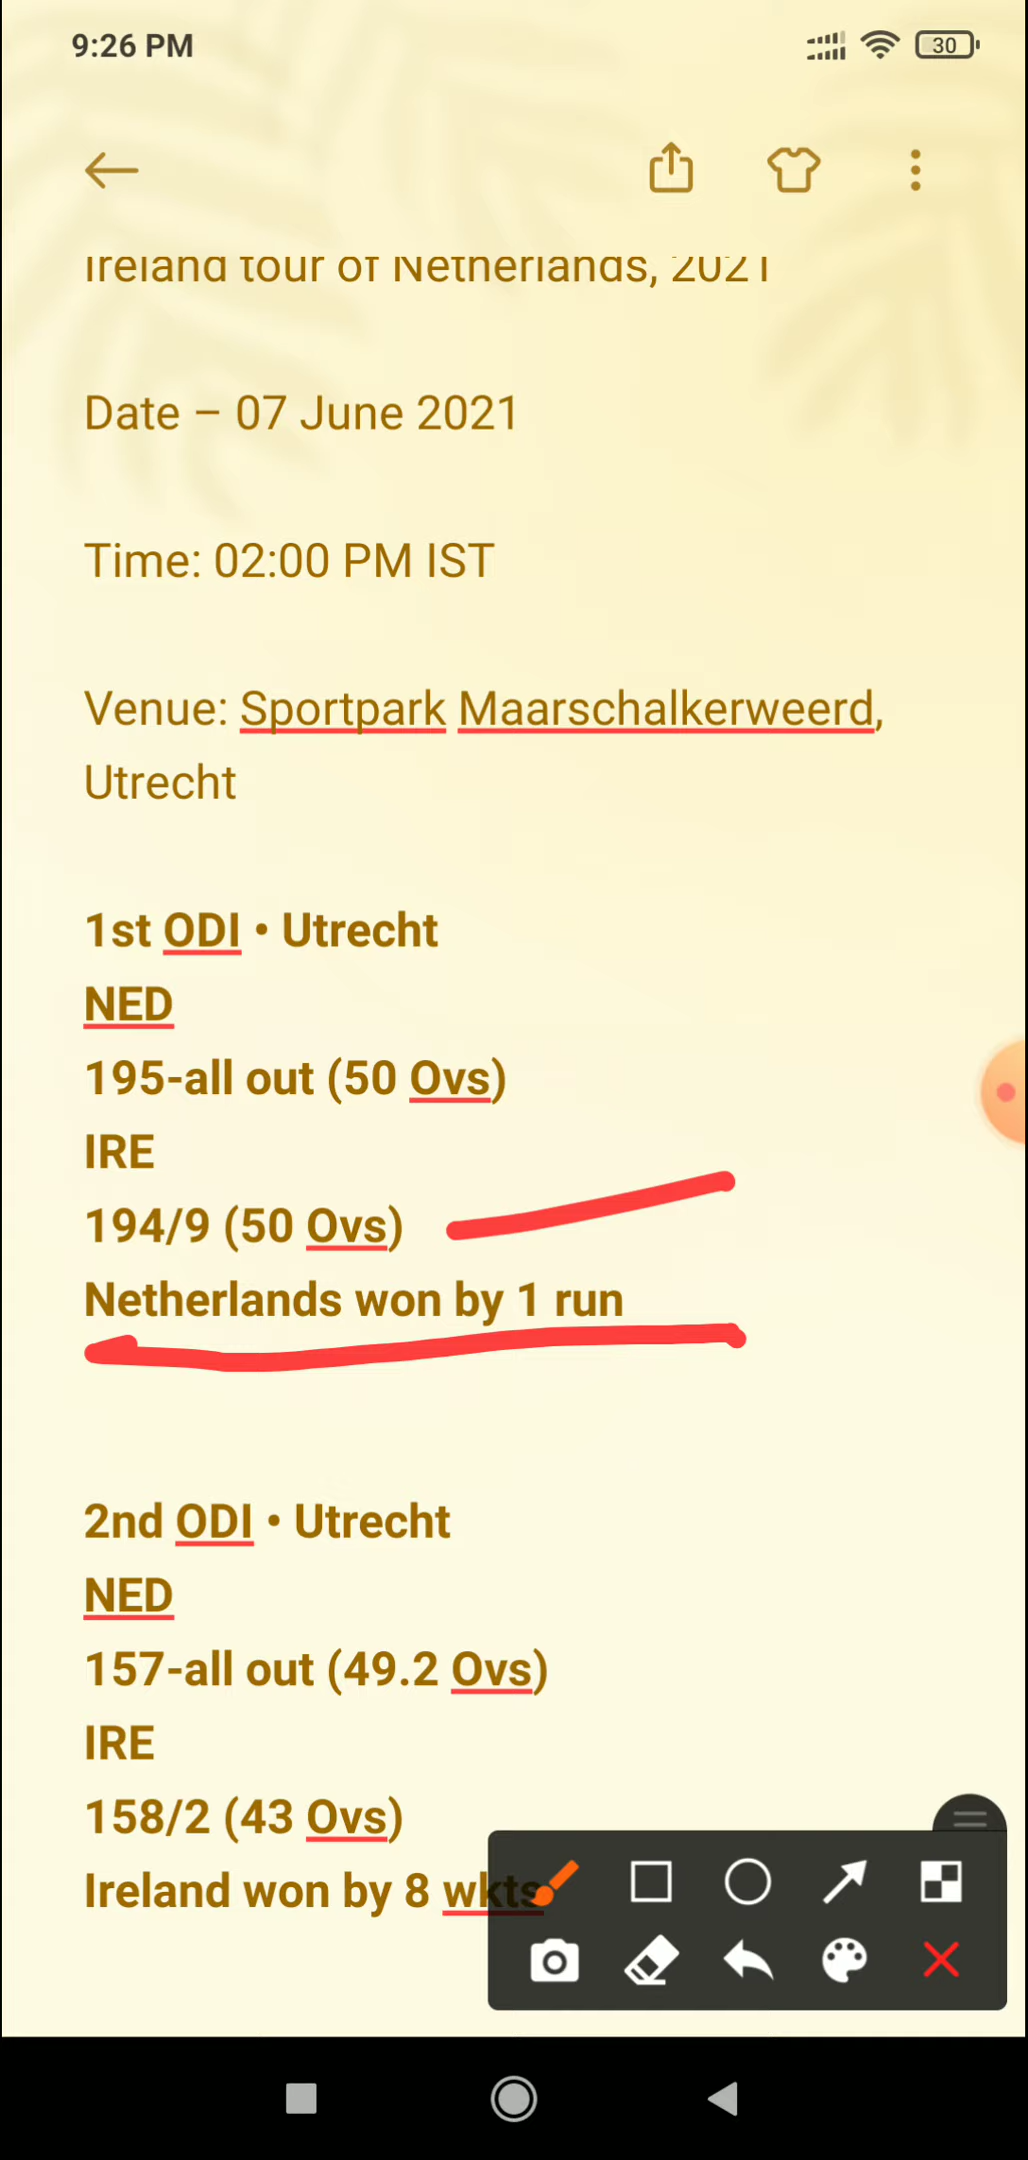 9:26 PM
30
Ireland tour of Netherlands, 2021
Date – 07 June 2021
Time: 02:00 PM IST
Venue: Sportpark Maarschalkerweerd,
Utrecht
1st ODI • Utrecht
NED
195-all out (50 Ovs)
IRE
194/9 (50 Ovs)
Netherlands won by 1 run
2nd ODI • Utrecht
NED
157-all out (49.2 Ovs)
IRE
158/2 (43 Ovs)
Ireland won by 8 wkts